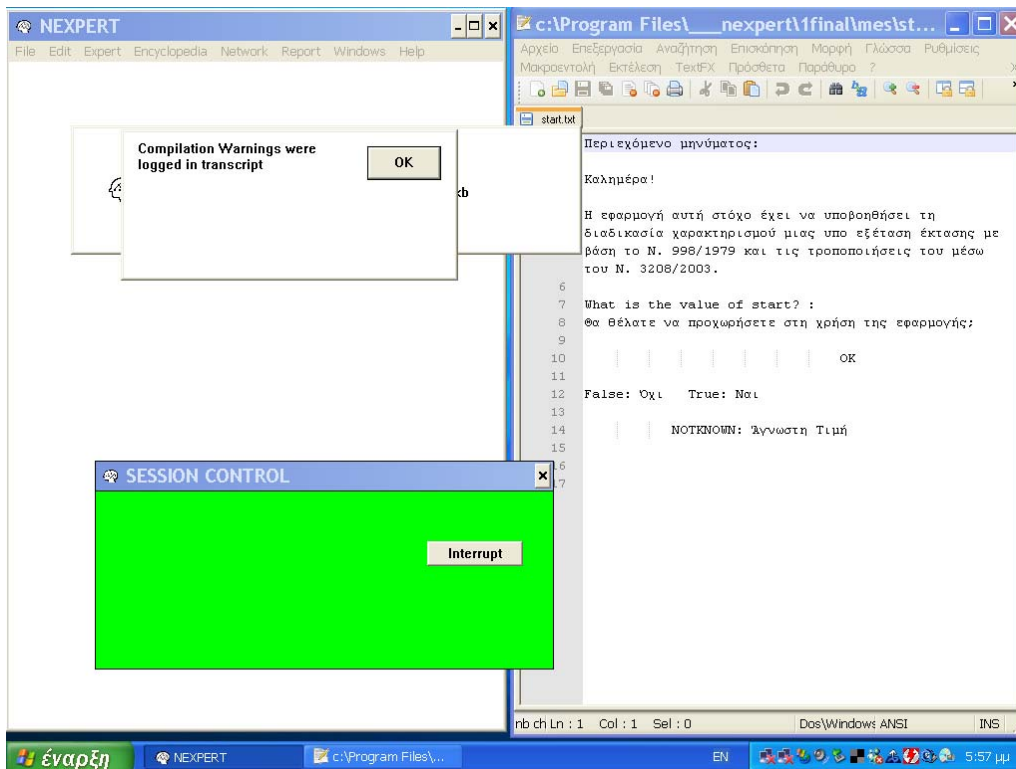 NEXPERT
File Edit Expert Encyclopedia Network Report Windows Help
Compilation Warnings were
logged in transcript
OK
kb
SESSION CONTROL
Interrupt
c:\Program Files\___nexpert\1final\mes\st...
Αρχείο Επεξεργασία Αναζήτηση Επισκόπηση Μορφή Γλώσσα Ρυθμίσεις
Μακροεντολή Εκτέλεση TextFX Πρόσθετα Παράθυρο ?
start.txt
Περιεχόμενο μηνύματος:
Καλημέρα!
Η εφαρμογή αυτή στόχο έχει να υποβοηθήσει τη
διαδικασία χαρακτηρισμού μιας υπο εξέταση έκτασης με
βάση το Ν. 998/1979 και τις τροποποιήσεις του μέσω
του Ν. 3208/2003.
6
7 What is the value of start? :
8 Θα θέλατε να προχωρήσετε στη χρήση της εφαρμογής;
9
10 OK
11
12 False: Όχι True: Ναι
13
14 NOTKNOWN: Άγνωστη Τιμή
15
16
17
nb ch Ln : 1 Col : 1 Sel : 0 Dos\Windows ANSI INS
έναρξη NEXPERT c:\Program Files\... EN 5:57 μμ